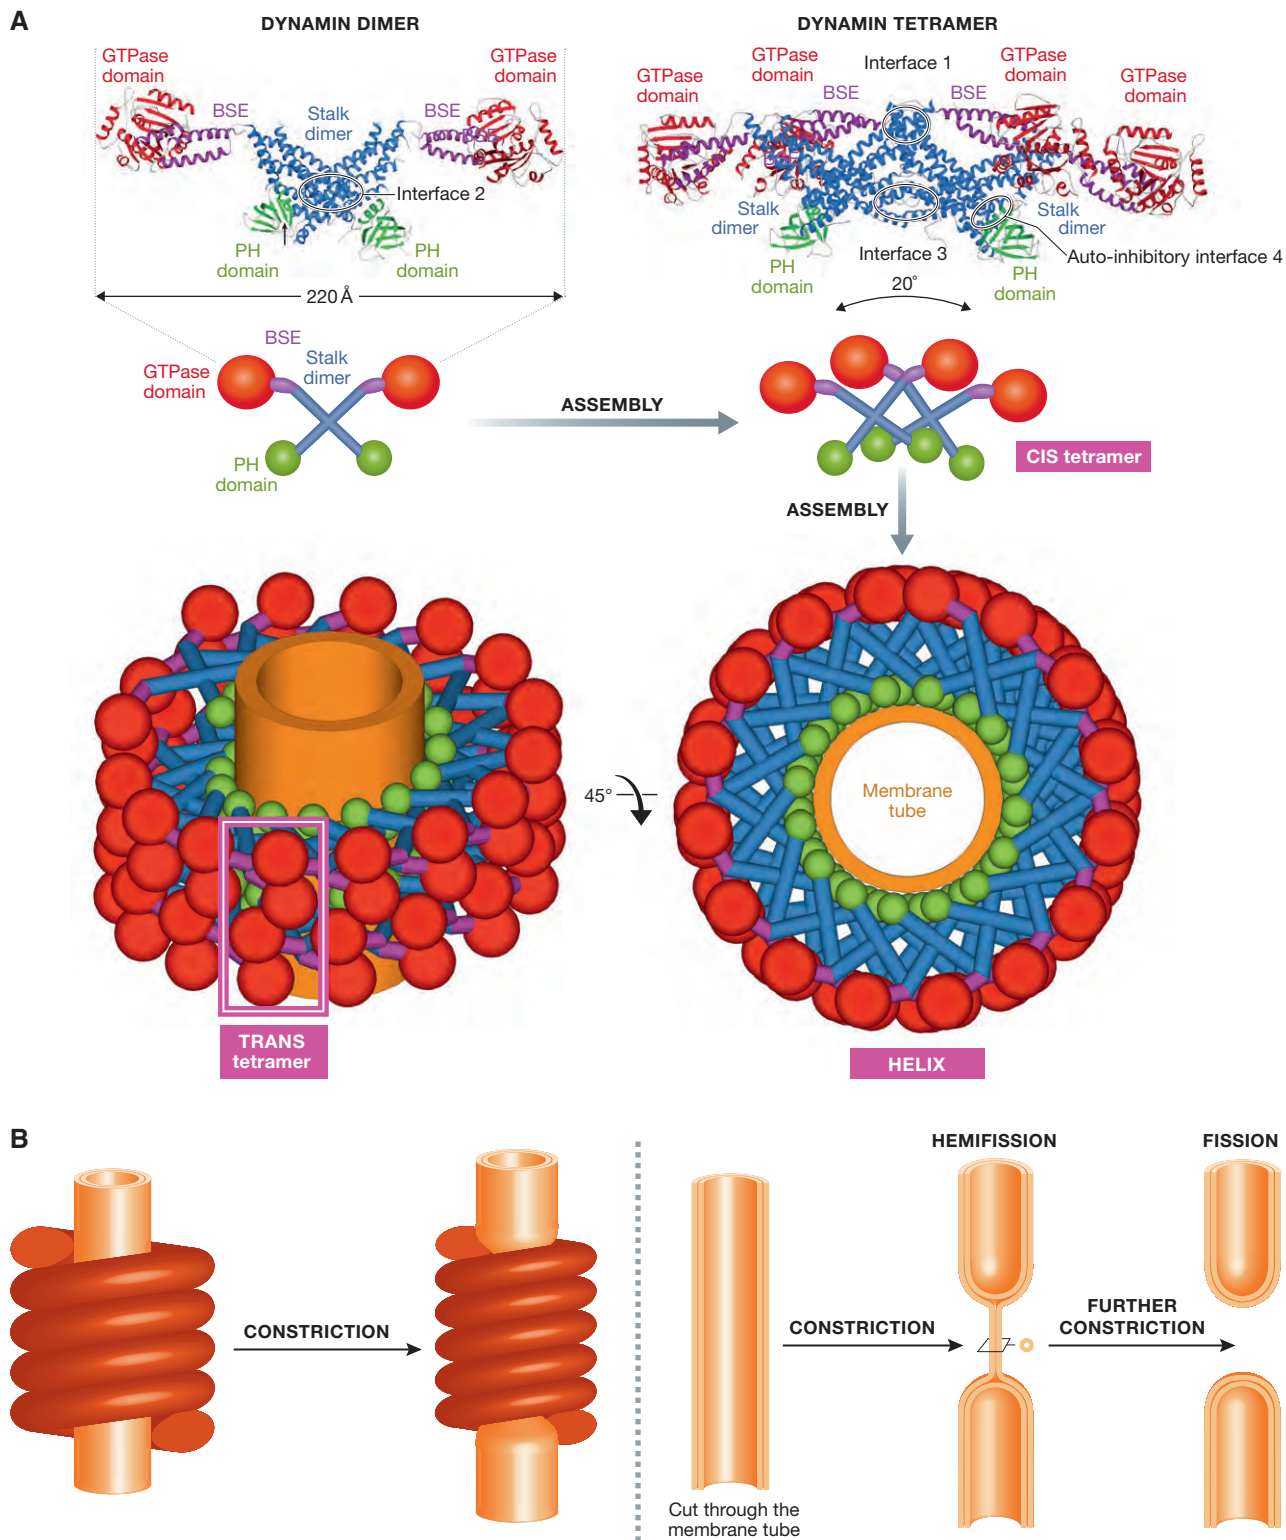 A
DYNAMIN DIMER
GTPase
domain
BSE
Stalk
dimer
BSE
BSE
GTPase
domain
Interface 2
PH
domain
PH
domain
220 Å
DYNAMIN TETRAMER
GTPase
domain
GTPase
domain
BSE
Interface 1
BSE
GTPase
domain
GTPase
domain
BSE
Stalk
dimer
PH
domain
Interface 3
Stalk
dimer
Auto-inhibitory interface 4
PH
domain
20°
BSE
GTPase
domain
Stalk
dimer
PH
domain
ASSEMBLY
CIS tetramer
ASSEMBLY
45°
Membrane
tube
TRANS
tetramer
HELIX
B
CONSTRICTION
Cut through the
membrane tube
CONSTRICTION
HEMIFISSION
FURTHER
CONSTRICTION
FISSION